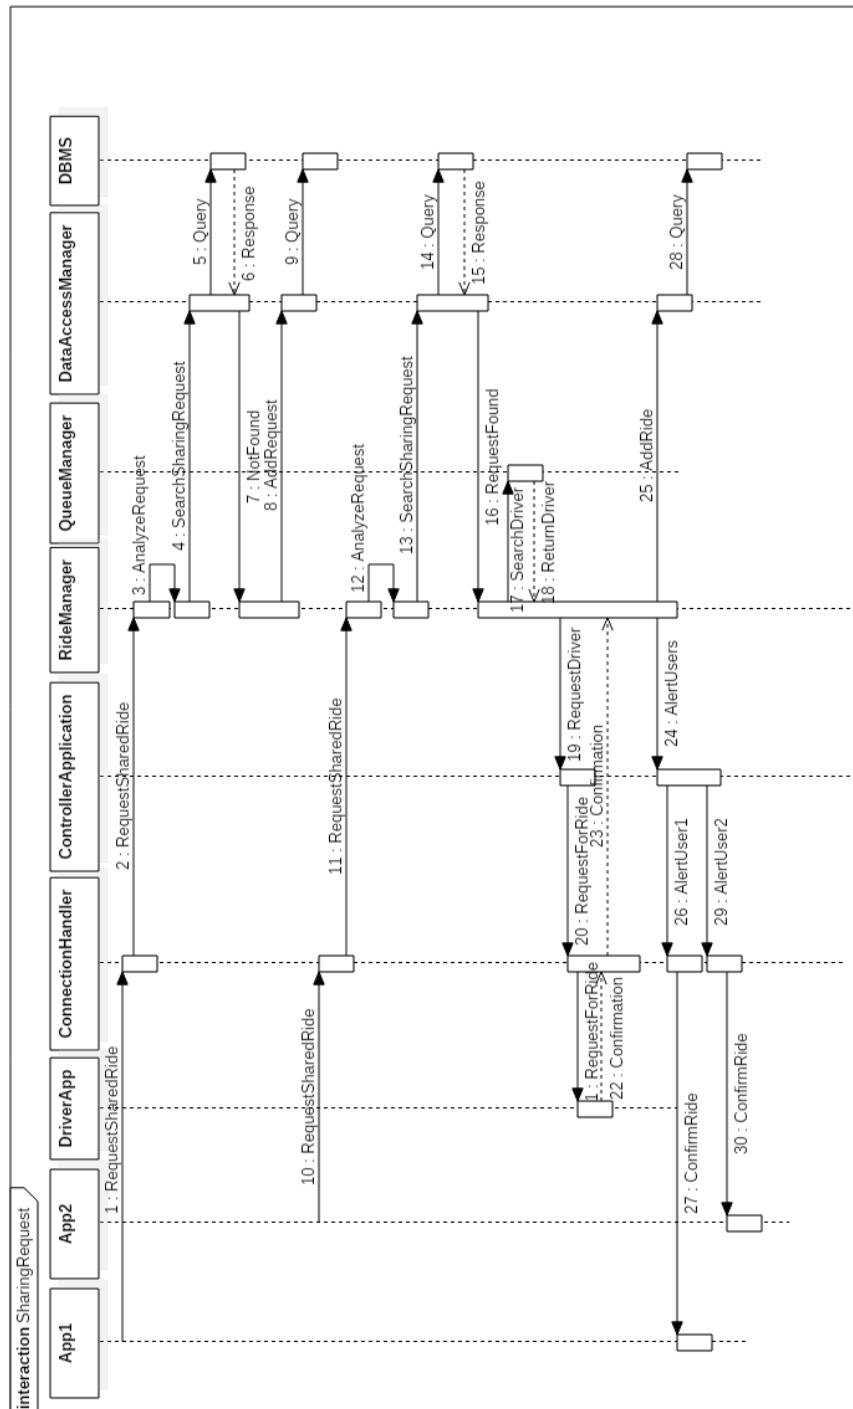 interaction SharingRequest
App1
App2
DriverApp
ConnectionHandler
ControllerApplication
RideManager
QueueManager
DataAccessManager
DBMS
1 : RequestSharedRide
2 : RequestSharedRide
3 : AnalyzeRequest
4 : SearchSharingRequest
5 : Query
6 : Response
7 : NotFound
8 : AddRequest
9 : Query
10 : RequestSharedRide
11 : RequestSharedRide
12 : AnalyzeRequest
13 : SearchSharingRequest
14 : Query
15 : Response
16 : RequestFound
17 : SearchDriver
18 : ReturnDriver
19 : RequestDriver
20 : RequestForRide
1 : RequestForRide
22 : Confirmation
23 : Confirmation
24 : AlertUsers
25 : AddRide
26 : AlertUser1
27 : ConfirmRide
28 : Query
29 : AlertUser2
30 : ConfirmRide